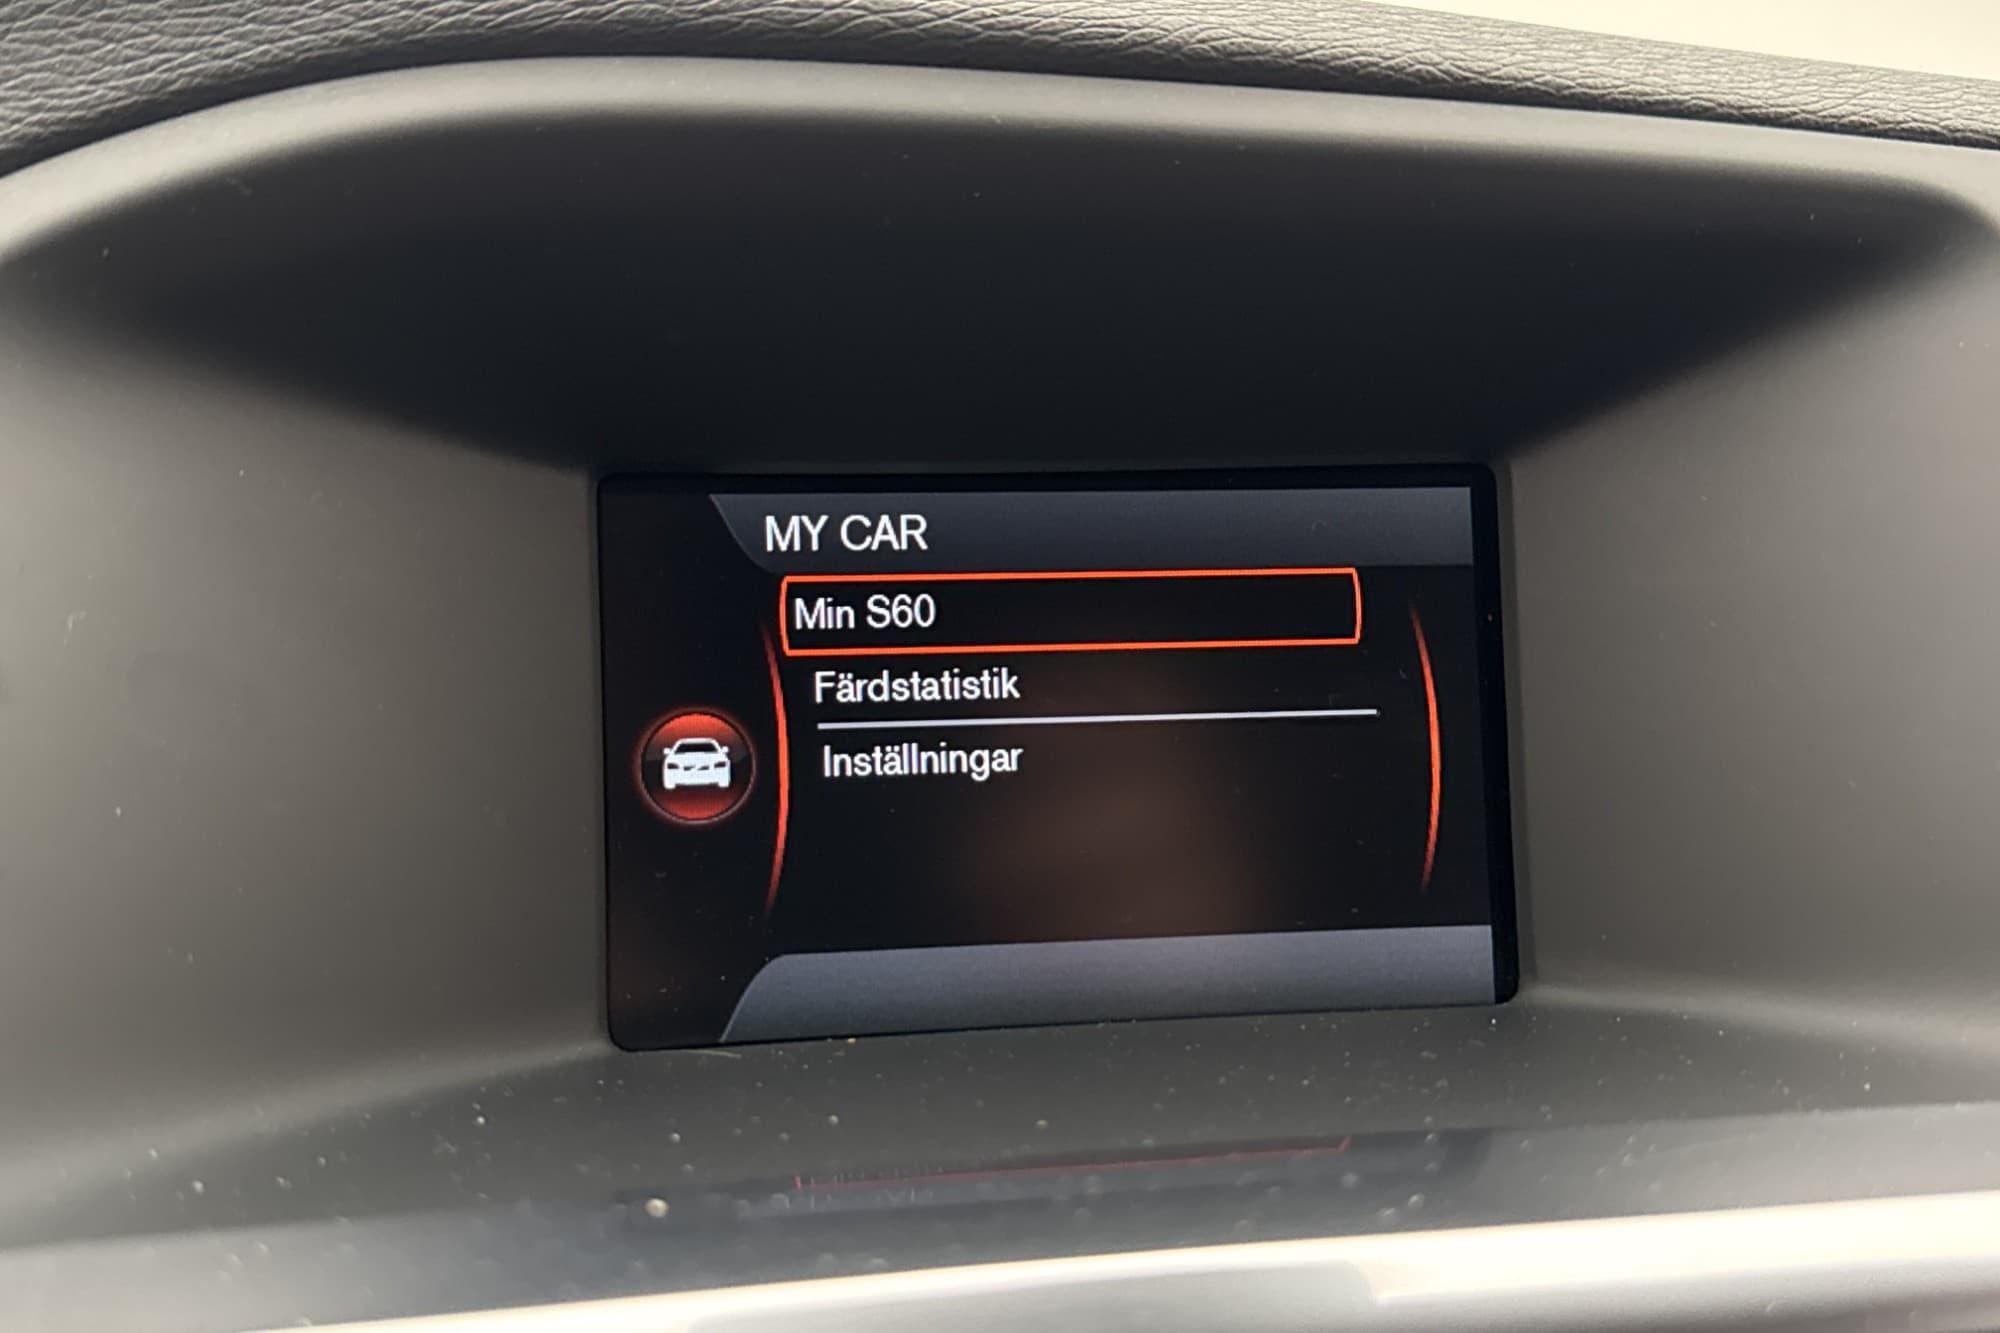 MY CAR
Min S60
Färdstatistik
Inställningar